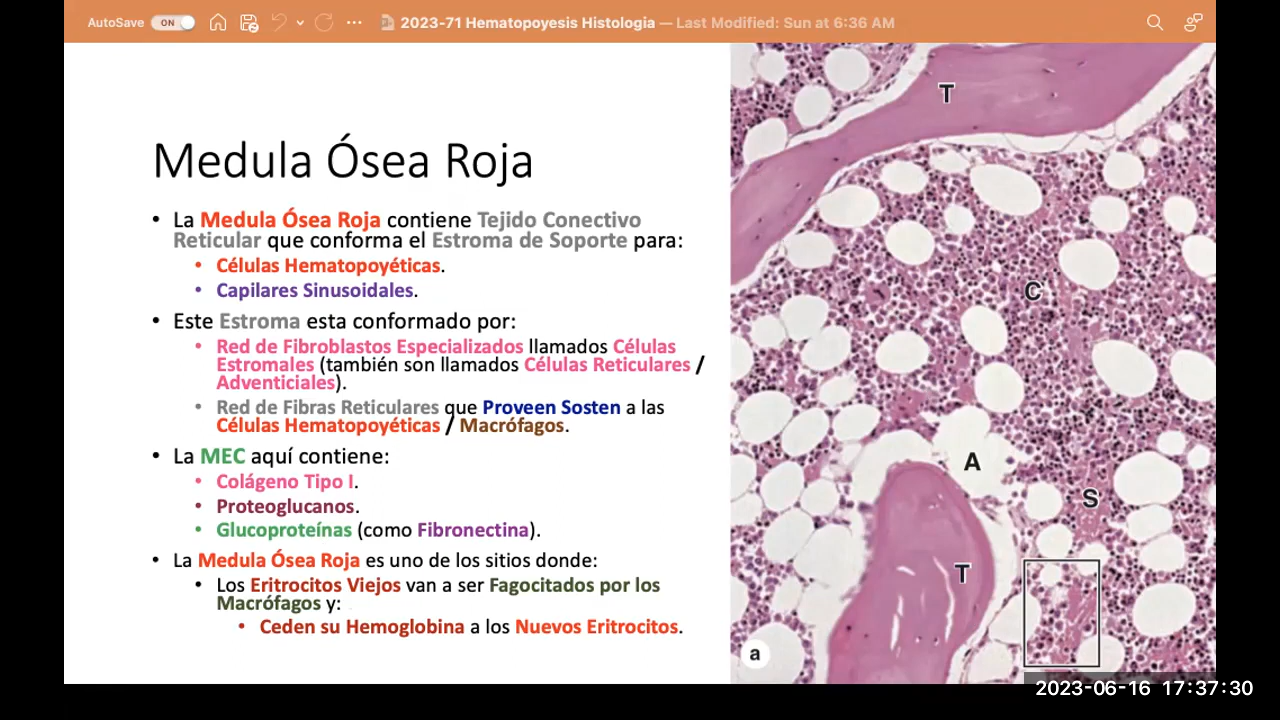 AutoSave ON ... 2023-71 Hematopoyesis Histologia — Last Modified: Sun at 6:36 AM
Medula Ósea Roja
• La Medula Ósea Roja contiene Tejido Conectivo
Reticular que conforma el Estroma de Soporte para:
• Células Hematopoyéticas.
• Capilares Sinusoidales.
• Este Estroma esta conformado por:
• Red de Fibroblastos Especializados llamados Células
Estromales (también son llamados Células Reticulares /
Adventiciales).
• Red de Fibras Reticulares que Proveen Sosten a las
Células Hematopoyéticas / Macrófagos.
• La MEC aquí contiene:
• Colágeno Tipo I.
• Proteoglucanos.
• Glucoproteínas (como Fibronectina).
• La Medula Ósea Roja es uno de los sitios donde:
• Los Eritrocitos Viejos van a ser Fagocitados por los
Macrófagos y:
• Ceden su Hemoglobina a los Nuevos Eritrocitos.
T
C
A
S
T
a
2023-06-16 17:37:30